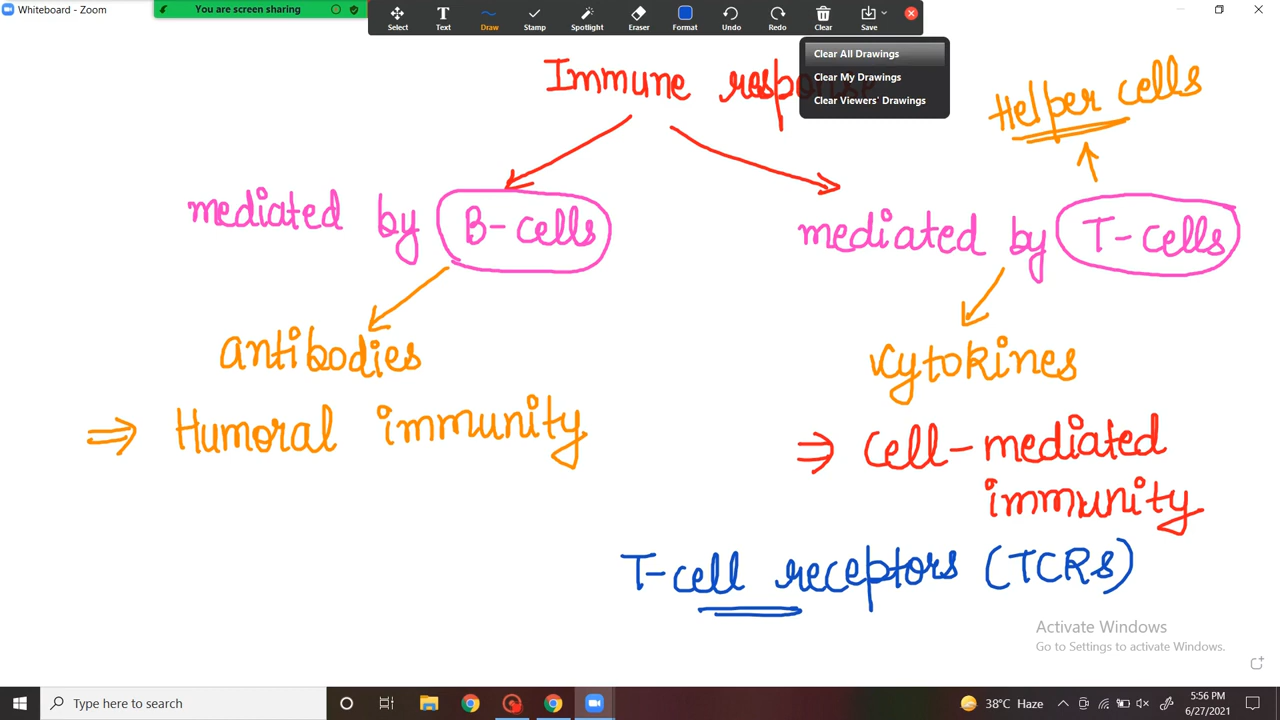 Whiteboard - Zoom
You are screen sharing
Select Text Draw Stamp Spotlight Eraser Format Undo Redo Clear Save
Clear All Drawings
Clear My Drawings
Clear Viewers' Drawings
Immune response
Helper cells
mediated by B-cells
mediated by T-cells
Antibodies
Cytokines
⇒ Humoral immunity
⇒ Cell-mediated
immunity
T-cell receptors (TCRs)
Activate Windows
Go to Settings to activate Windows.
Type here to search
38°C Haze
5:56 PM
6/27/2021